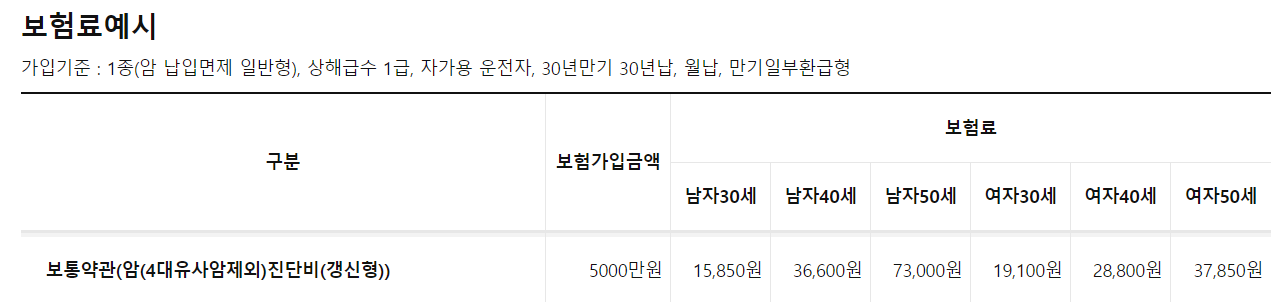 보험료예시
가입기준 : 1종(암 납입면제 일반형), 상해급수 1급, 자가용 운전자, 30년만기 30년납, 월납, 만기일부환급형
구분 보험가입금액 보험료
남자30세 남자40세 남자50세 여자30세 여자40세 여자50세
보통약관(암(4대유사암제외)진단비(갱신형)) 5000만원 15,850원 36,600원 73,000원 19,100원 28,800원 37,850원